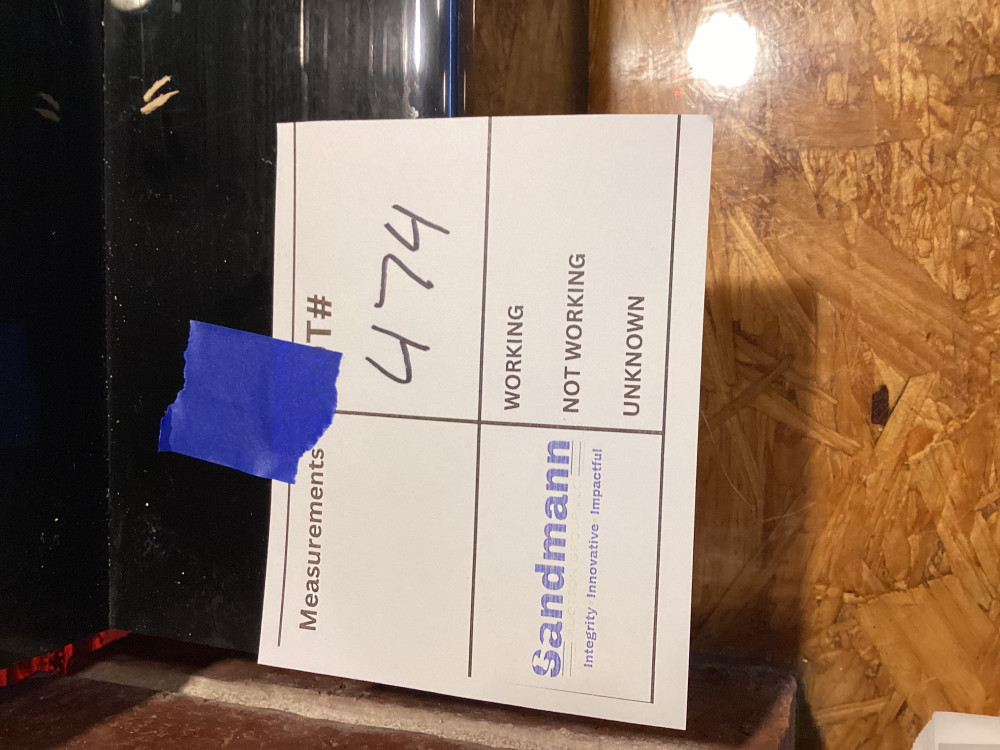 Measurements
T#
474
Sandmann
Integrity Innovative Impactful
WORKING
NOT WORKING
UNKNOWN